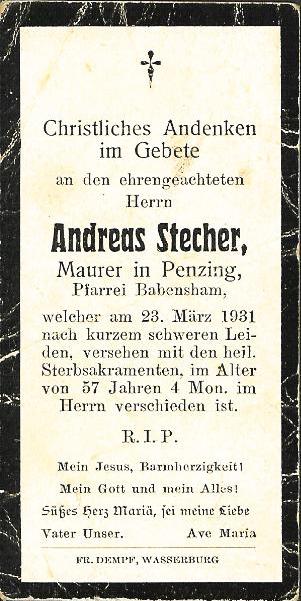 Christliches Andenken
im Gebete
an den ehrengeachteten
Herrn
Andreas Stecher,
Maurer in Penzing,
Pfarrei Babensham,
welcher am 23. März 1931
nach kurzem schweren Lei-
den, versehen mit den heil.
Sterbsakramenten, im Alter
von 57 Jahren 4 Mon. im
Herrn verschieden ist.
R. I. P.
Mein Jesus, Barmherzigkeit!
Mein Gott und mein Alles!
Süßes Herz Mariä, sei meine Liebe
Vater Unser. Ave Maria
FR. DEMPF, WASSERBURG